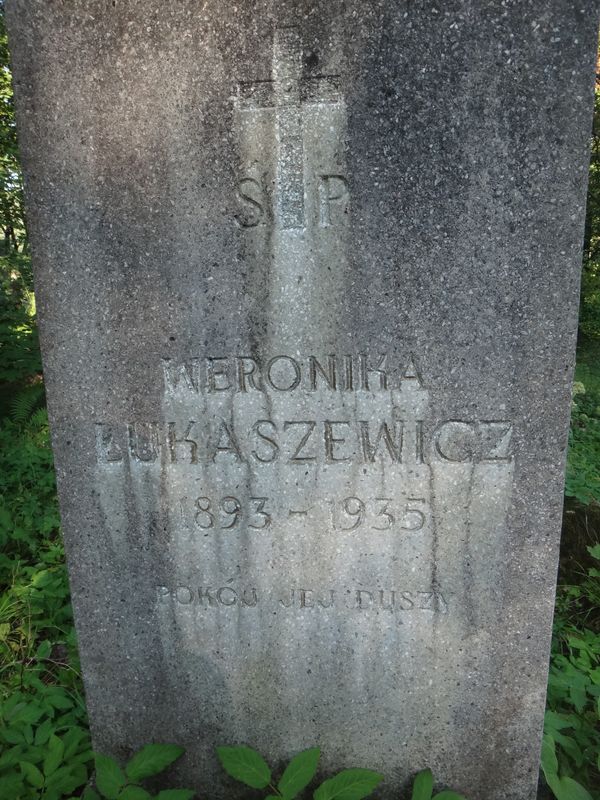 Ś P
WERONIKA
ŁUKASZEWICZ
1893 - 1935
POKÓJ JEJ DUSZY